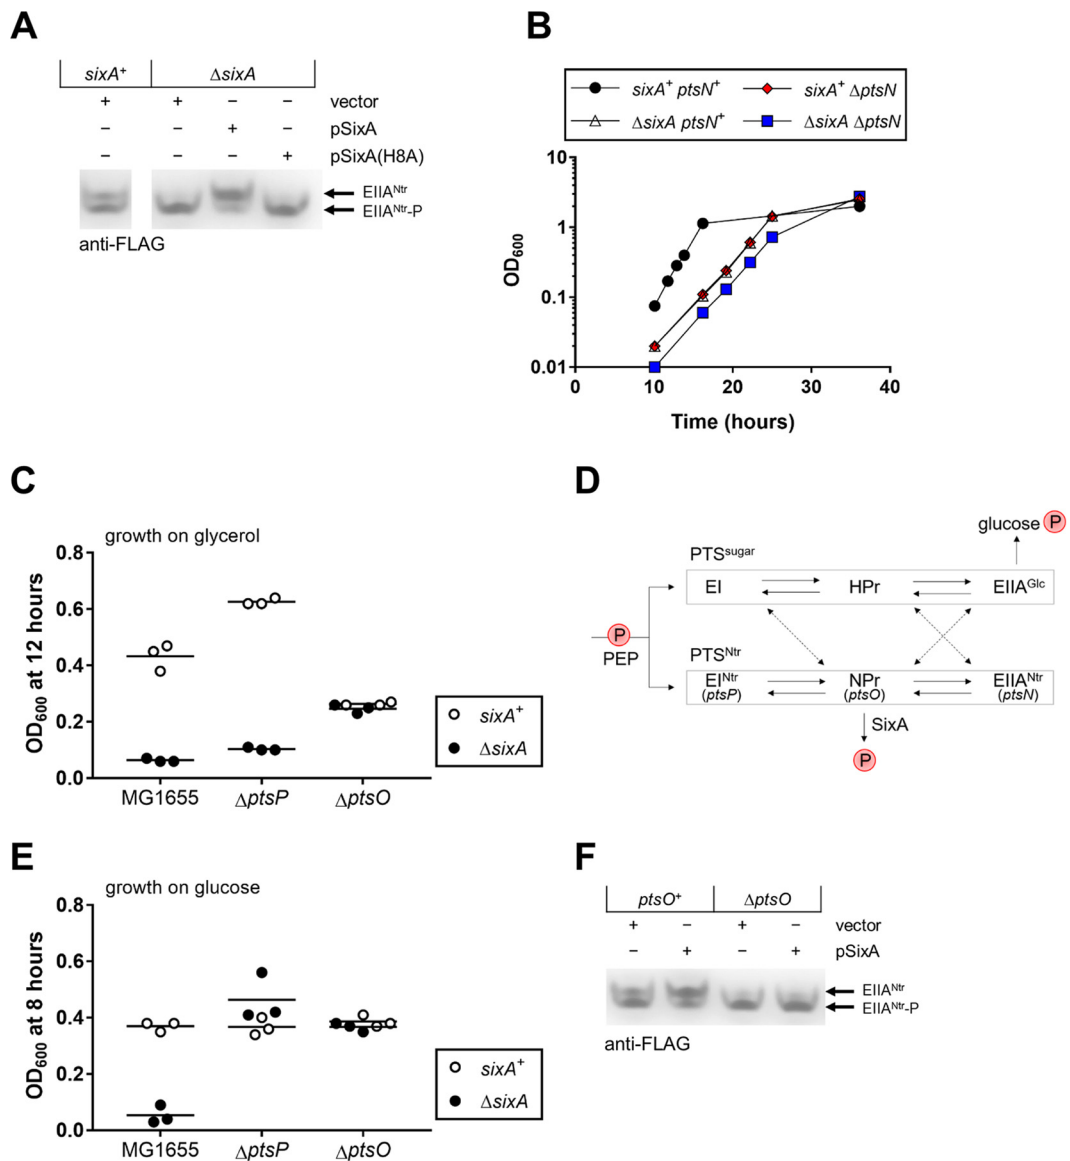 A
sixA⁺ ΔsixA
+ + − − vector
− − + − pSixA
− − − + pSixA(H8A)
EIIAᴺᵗʳ
EIIAᴺᵗʳ-P
anti-FLAG
B
sixA⁺ ptsN⁺ sixA⁺ ΔptsN
ΔsixA ptsN⁺ ΔsixA ΔptsN
10
1
0.1
0.01
OD₆₀₀
0 10 20 30 40
Time (hours)
C
growth on glycerol
0.8
0.6
0.4
0.2
0.0
OD₆₀₀ at 12 hours
MG1655 ΔptsP ΔptsO
sixA⁺
ΔsixA
D
glucose P
PTSˢᵘᵍᵃʳ
EI HPr EIIAᴳˡᶜ
P
PEP
PTSᴺᵗʳ
EIᴺᵗʳ NPr EIIAᴺᵗʳ
(ptsP) (ptsO) (ptsN)
SixA
P
E
growth on glucose
0.8
0.6
0.4
0.2
0.0
OD₆₀₀ at 8 hours
MG1655 ΔptsP ΔptsO
sixA⁺
ΔsixA
F
ptsO⁺ ΔptsO
+ − + − vector
− + − + pSixA
EIIAᴺᵗʳ
EIIAᴺᵗʳ-P
anti-FLAG